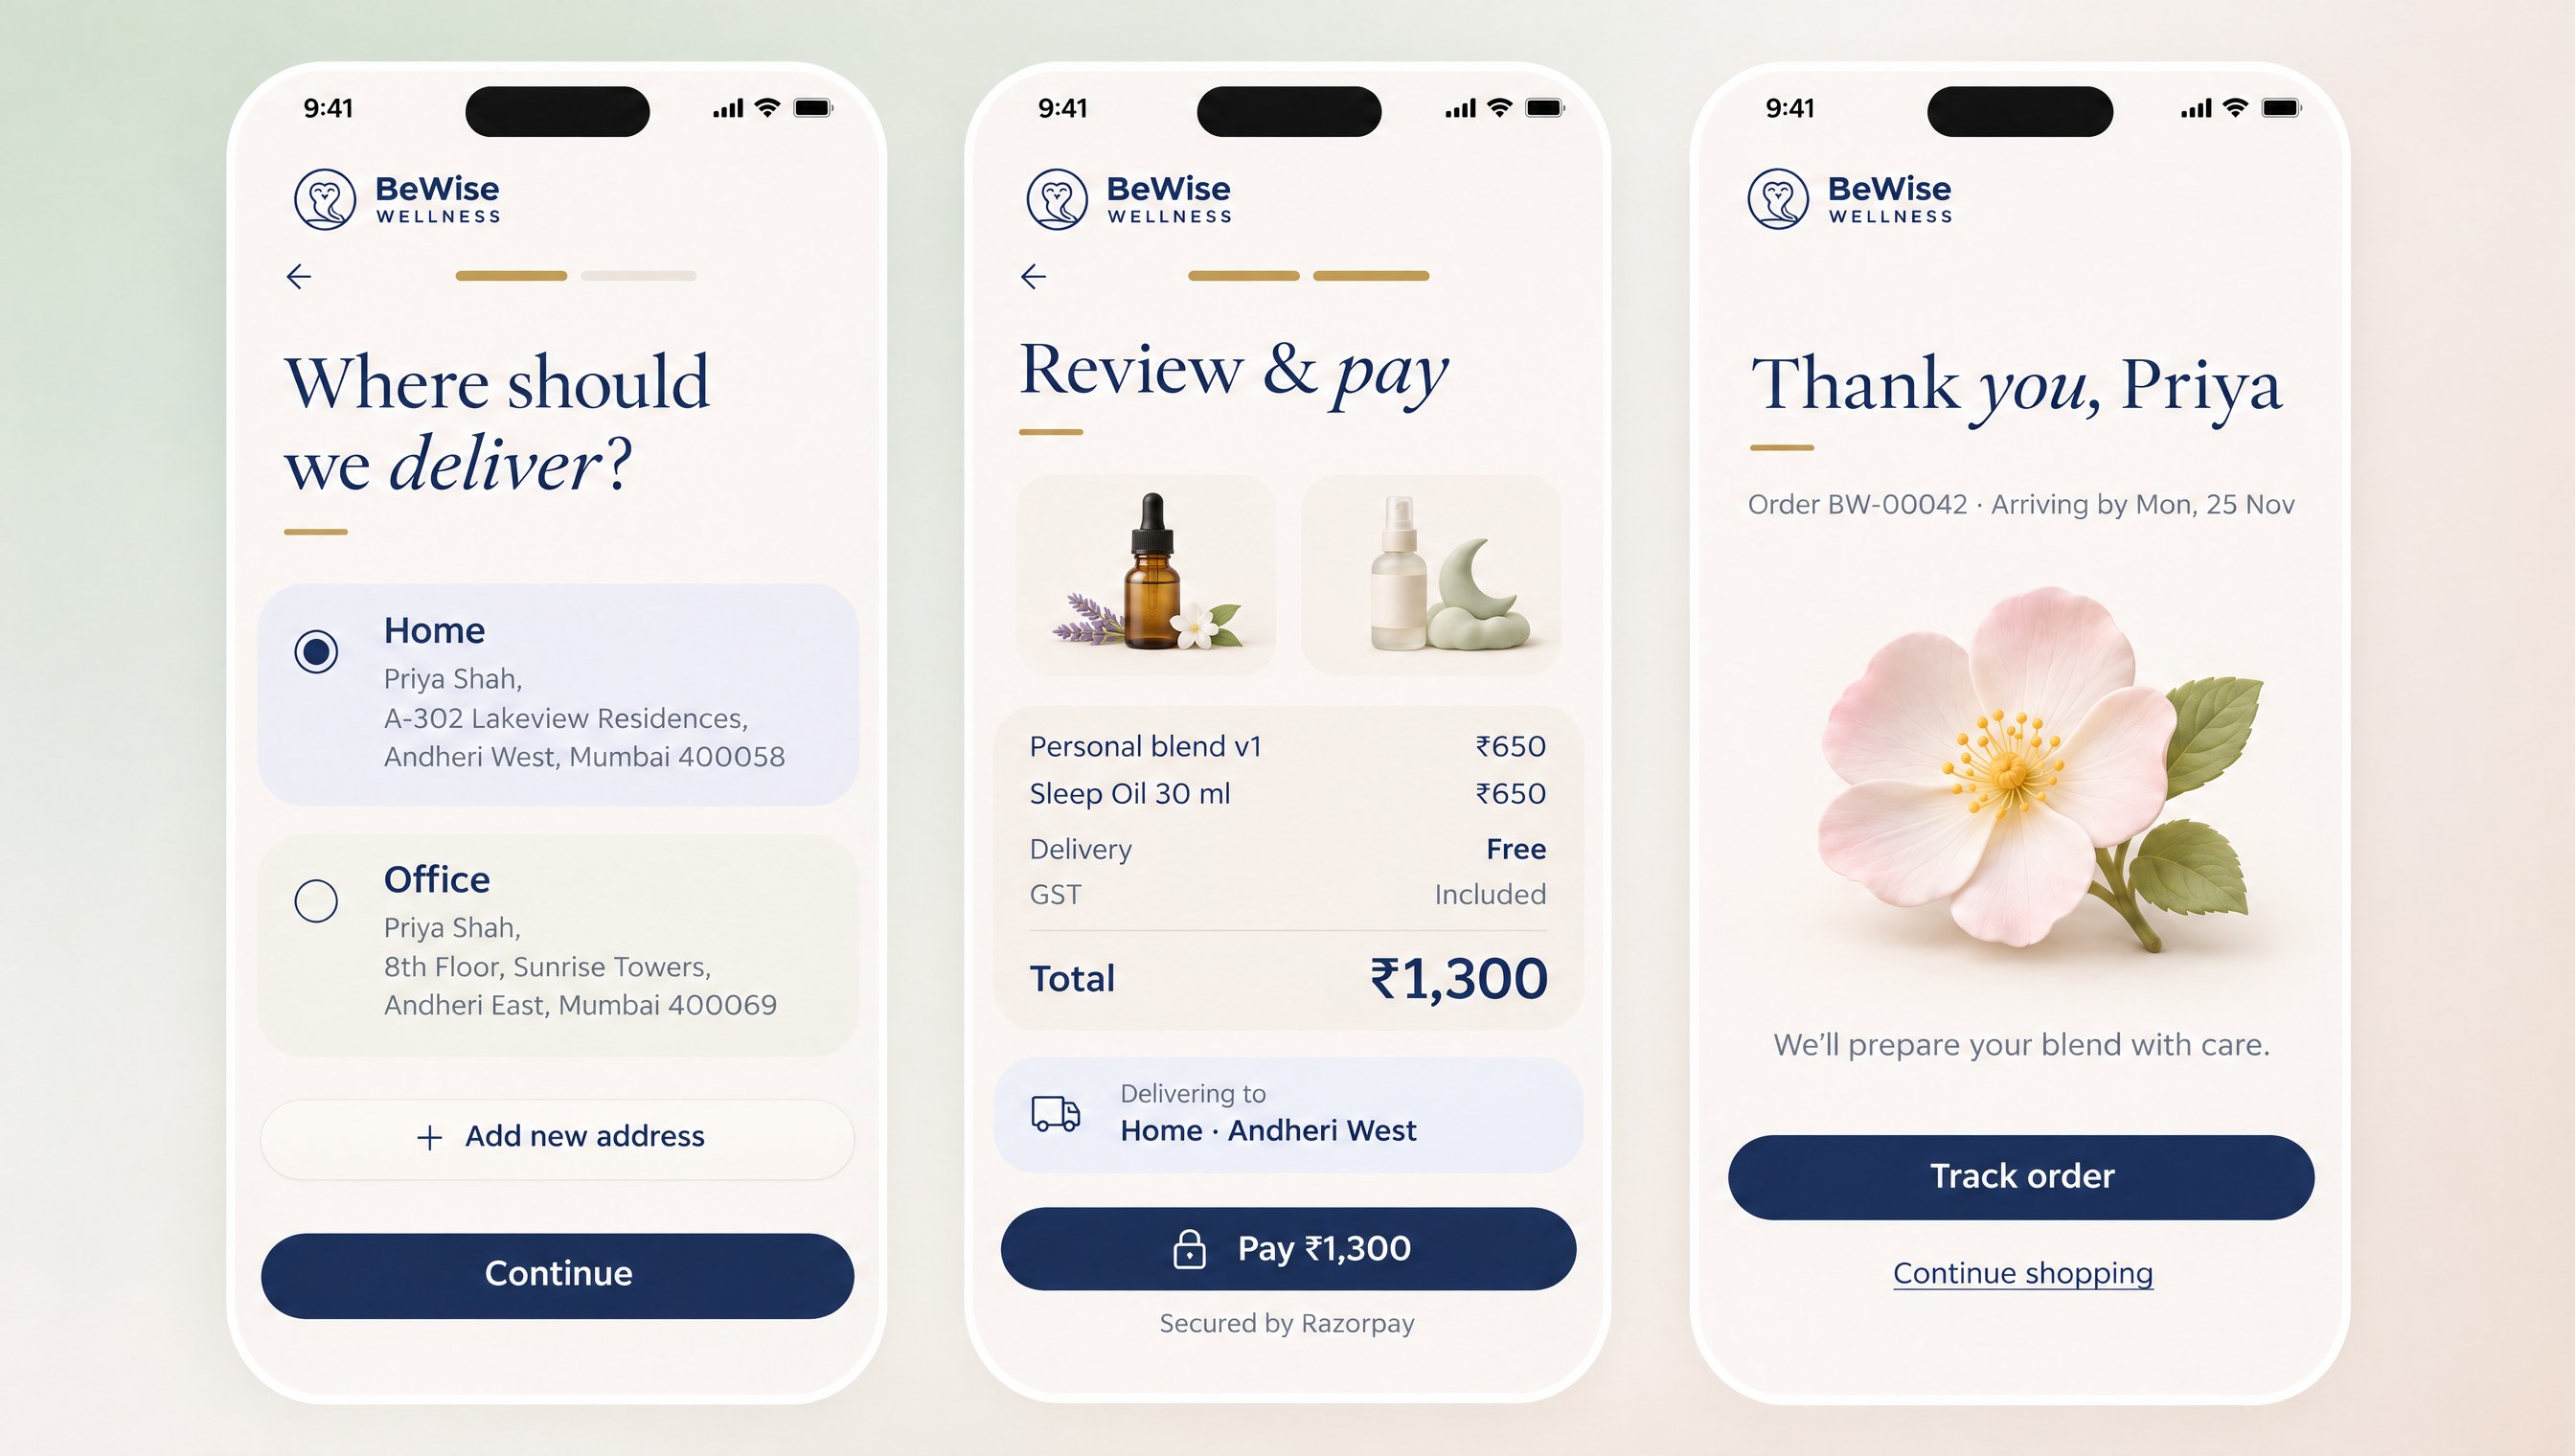 9:41
BeWise
WELLNESS
Where should
we deliver?
Home
Priya Shah,
A-302 Lakeview Residences,
Andheri West, Mumbai 400058
Office
Priya Shah,
8th Floor, Sunrise Towers,
Andheri East, Mumbai 400069
+ Add new address
Continue
9:41
BeWise
WELLNESS
Review & pay
Personal blend v1 ₹650
Sleep Oil 30 ml ₹650
Delivery Free
GST Included
Total ₹1,300
Delivering to
Home · Andheri West
Pay ₹1,300
Secured by Razorpay
9:41
BeWise
WELLNESS
Thank you, Priya
Order BW-00042 · Arriving by Mon, 25 Nov
We’ll prepare your blend with care.
Track order
Continue shopping